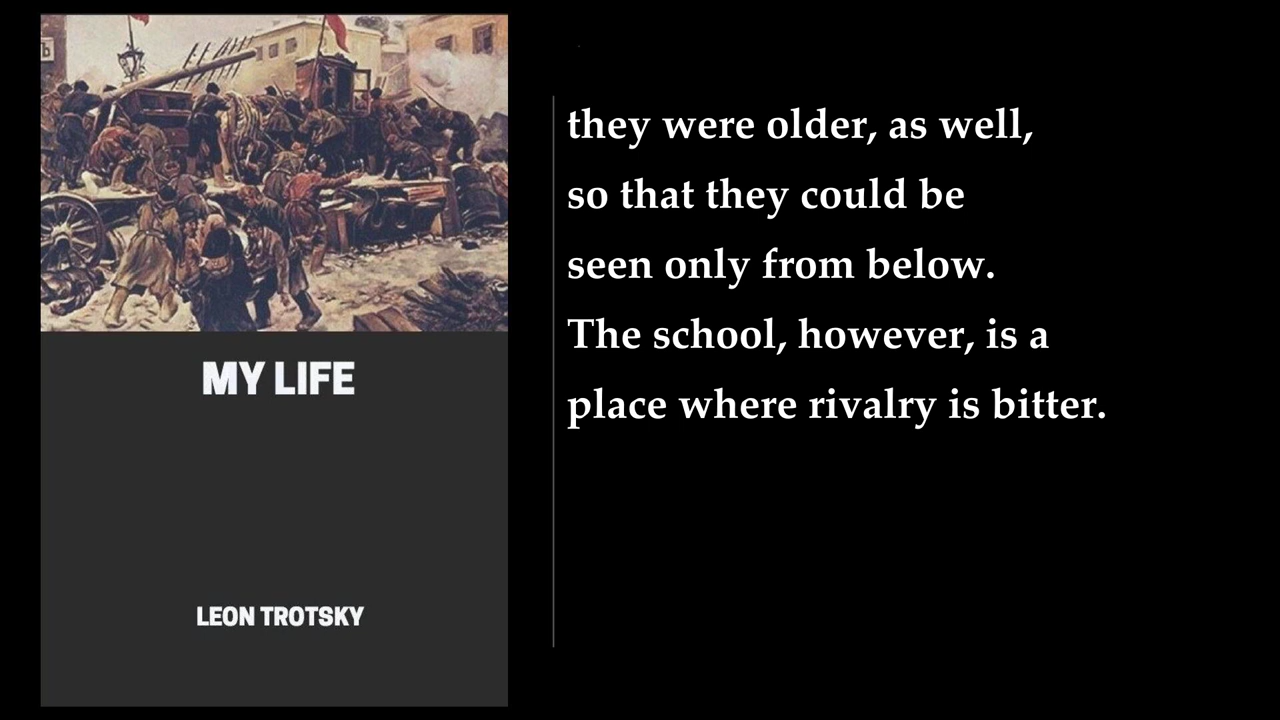 MY LIFE
LEON TROTSKY
they were older, as well,
so that they could be
seen only from below.
The school, however, is a
place where rivalry is bitter.